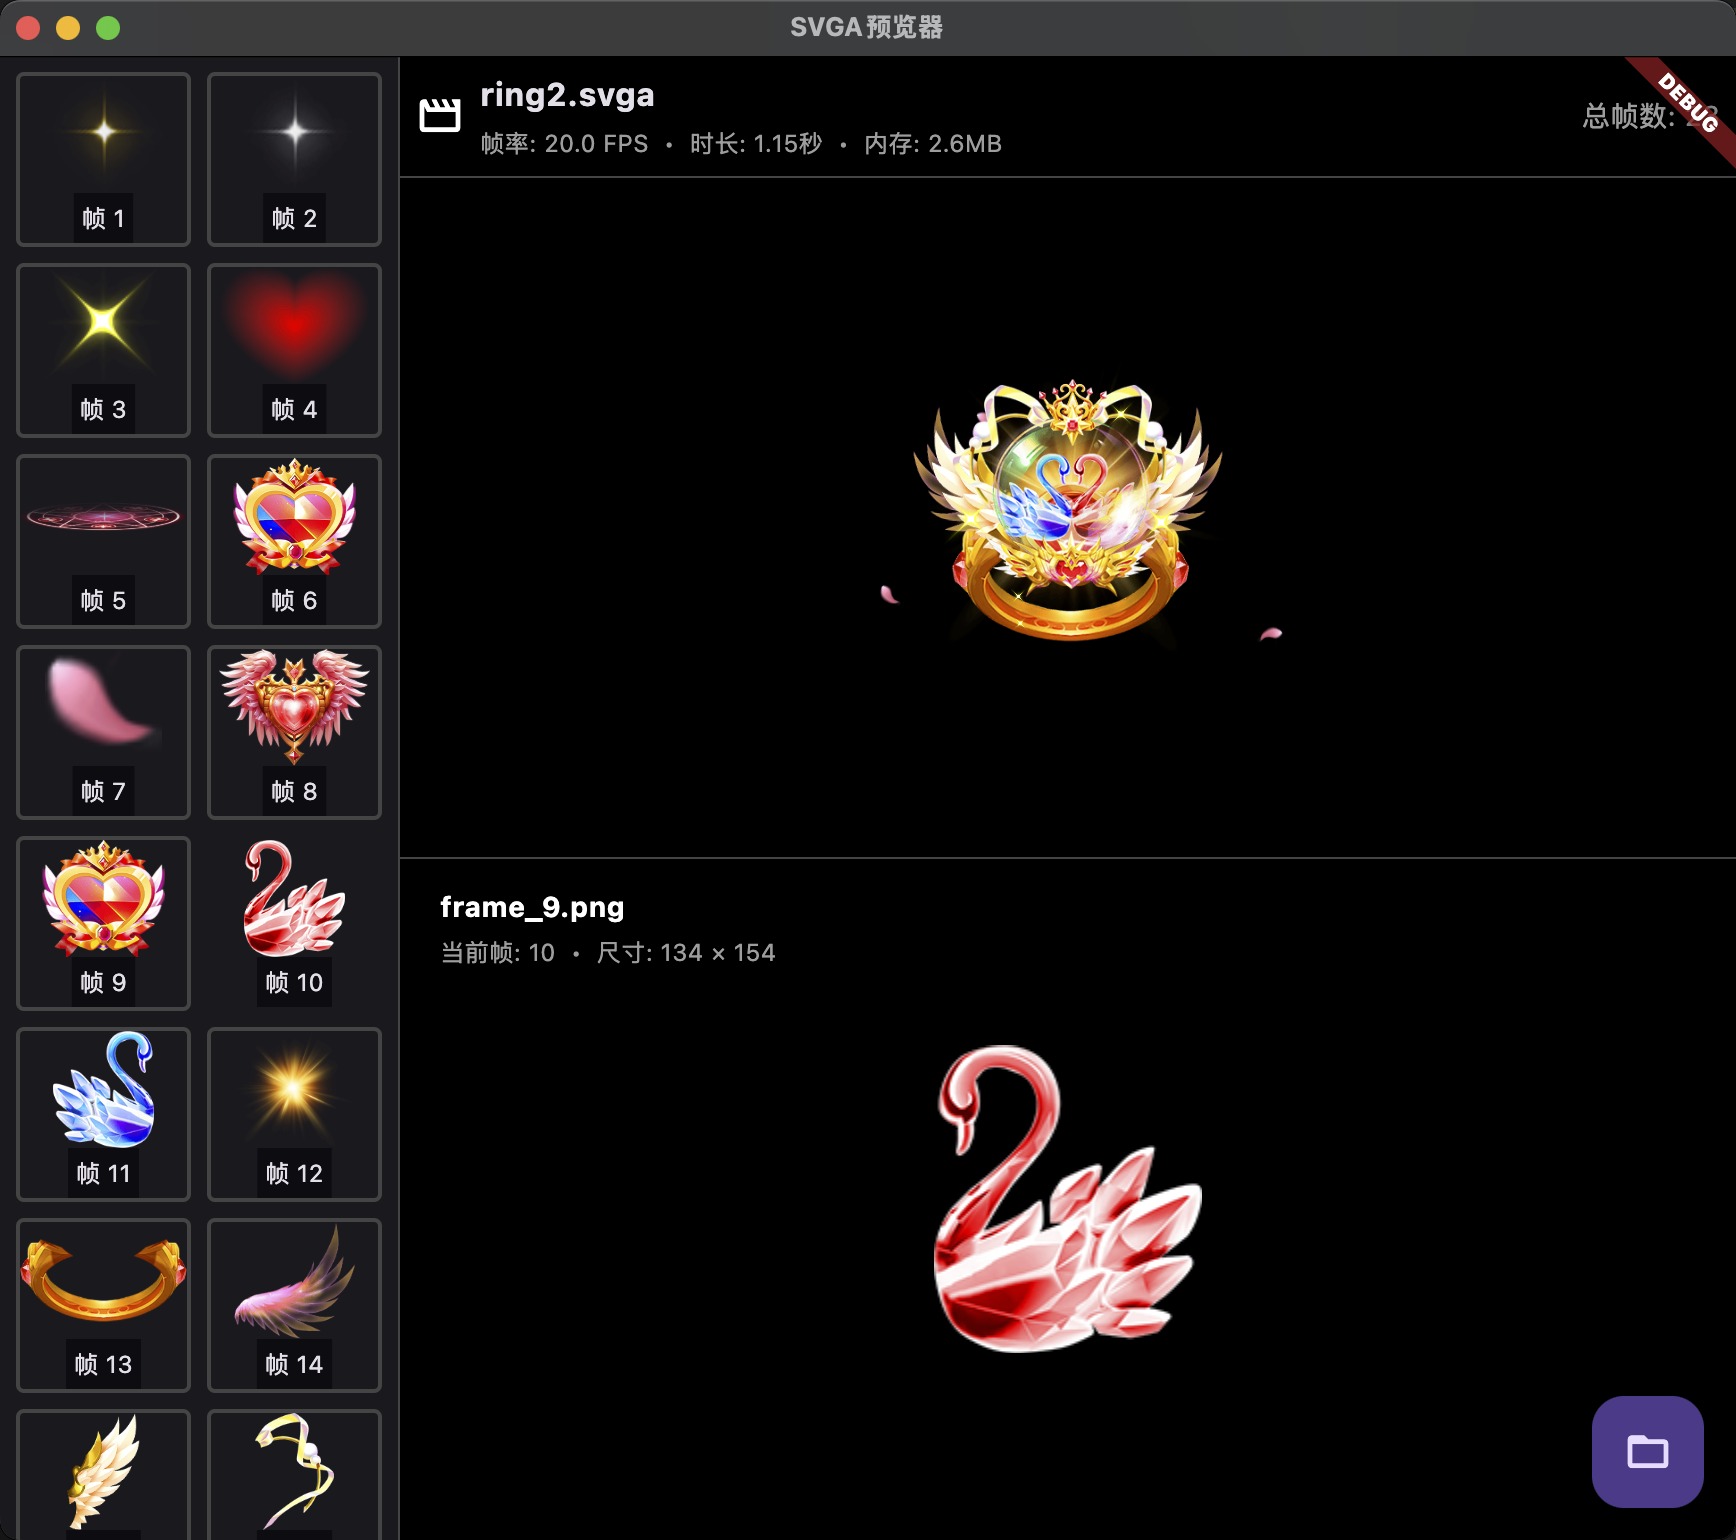 SVGA预览器
帧 1
帧 2
帧 3
帧 4
帧 5
帧 6
帧 7
帧 8
帧 9
帧 10
帧 11
帧 12
帧 13
帧 14
ring2.svga
帧率: 20.0 FPS • 时长: 1.15秒 • 内存: 2.6MB
总帧数:
DEBUG
frame_9.png
当前帧: 10 • 尺寸: 134 × 154